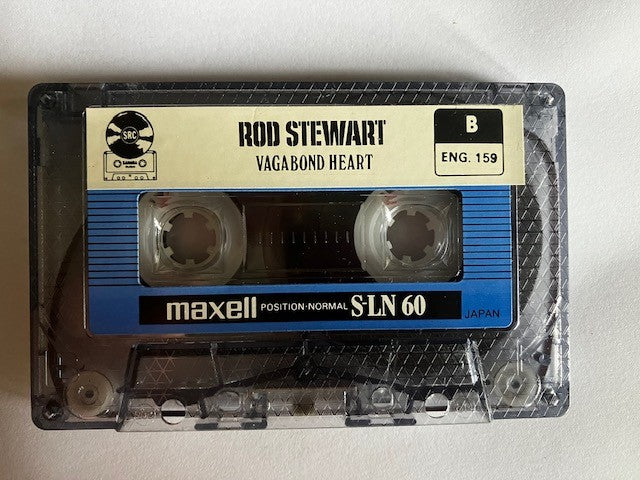 SRC
ROD STEWART
VAGABOND HEART
B
ENG. 159
maxell POSITION·NORMAL S-LN 60
JAPAN